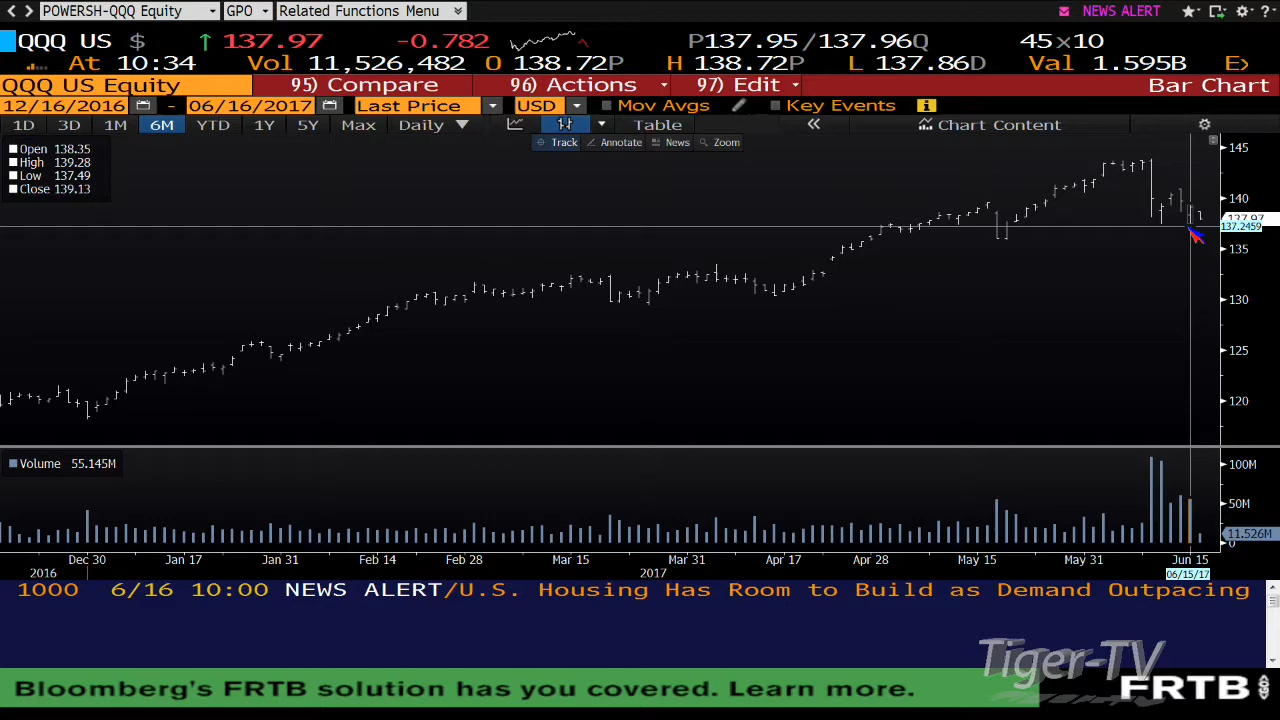 POWERSH-QQQ Equity GPO Related Functions Menu NEWS ALERT ?
QQQ US $ ↑ 137.97 -0.782 P137.95/137.96Q 45x10
At 10:34 Vol 11,526,482 O 138.72P H 138.72P L 137.86D Val 1.595B Ex
QQQ US Equity 95) Compare 96) Actions 97) Edit Bar Chart
12/16/2016 - 06/16/2017 Last Price USD Mov Avgs Key Events i
1D 3D 1M 6M YTD 1Y 5Y Max Daily ▼ Table « Chart Content
Track Annotate News Zoom
Open 138.35
High 139.28
Low 137.49
Close 139.13
145
140
137.97
137.2459
135
130
125
120
Volume 55.145M
100M
50M
11.526M
0
Dec 30 Jan 17 Jan 31 Feb 14 Feb 28 Mar 15 Mar 31 Apr 17 Apr 28 May 15 May 31 Jun 15
2016 2017 06/15/17
1000 6/16 10:00 NEWS ALERT/U.S. Housing Has Room to Build as Demand Outpacing
Tiger-TV
Bloomberg's FRTB solution has you covered. Learn more. FRTB